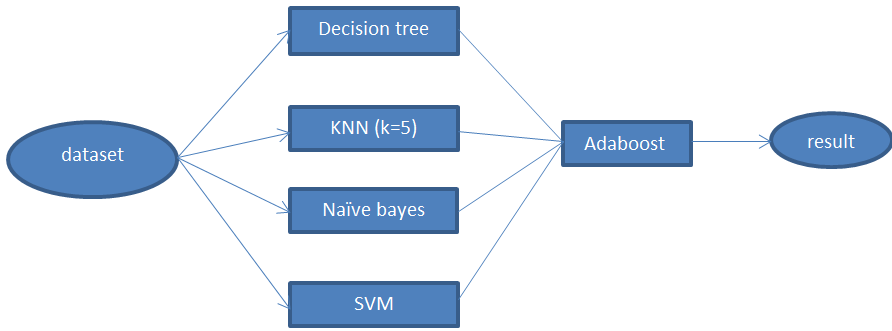 Decision tree
KNN (k=5)
dataset
Adaboost
result
Naïve bayes
SVM